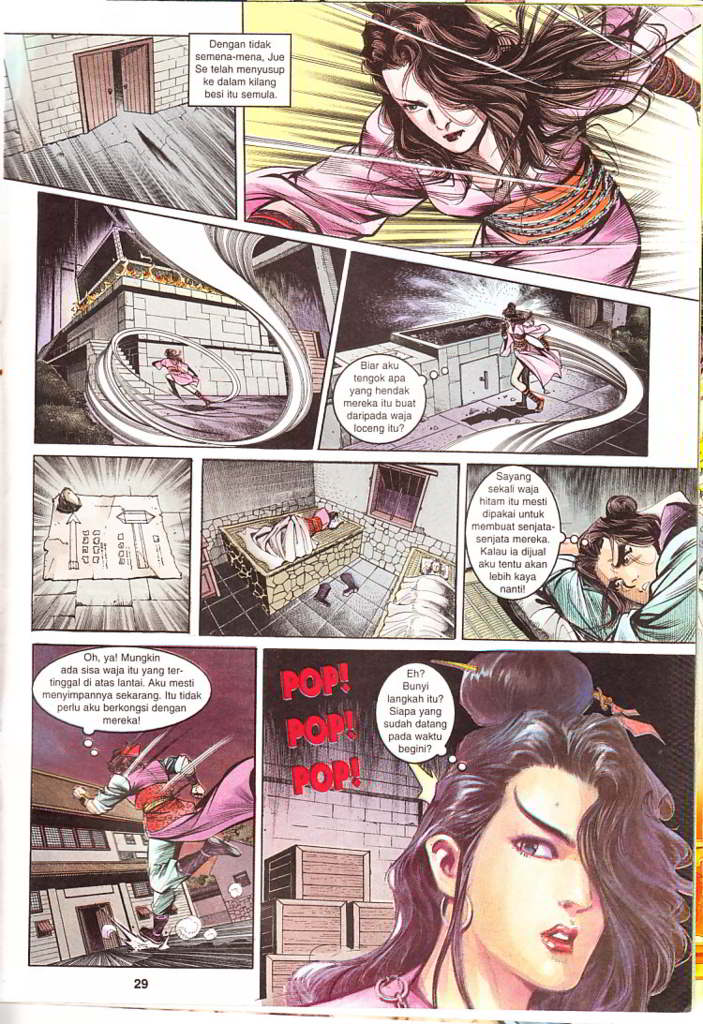 Dengan tidak
semena-mena, Jue
Se telah menyusup
ke dalam kilang
besi itu semula.
Biar aku
tengok apa
yang hendak
mereka itu buat
daripada waja
loceng itu?
Sayang
sekali waja
hitam itu mesti
dipakai untuk
membuat senjata-
senjata mereka.
Kalau ia dijual
aku tentu akan
lebih kaya
nanti!
Oh, ya! Mungkin
ada sisa waja itu yang ter-
tinggal di atas lantai. Aku mesti
menyimpannya sekarang. Itu tidak
perlu aku berkongsi dengan
mereka!
POP!
POP!
POP!
Eh?
Bunyi
langkah itu?
Siapa yang
sudah datang
pada waktu
begini?
29